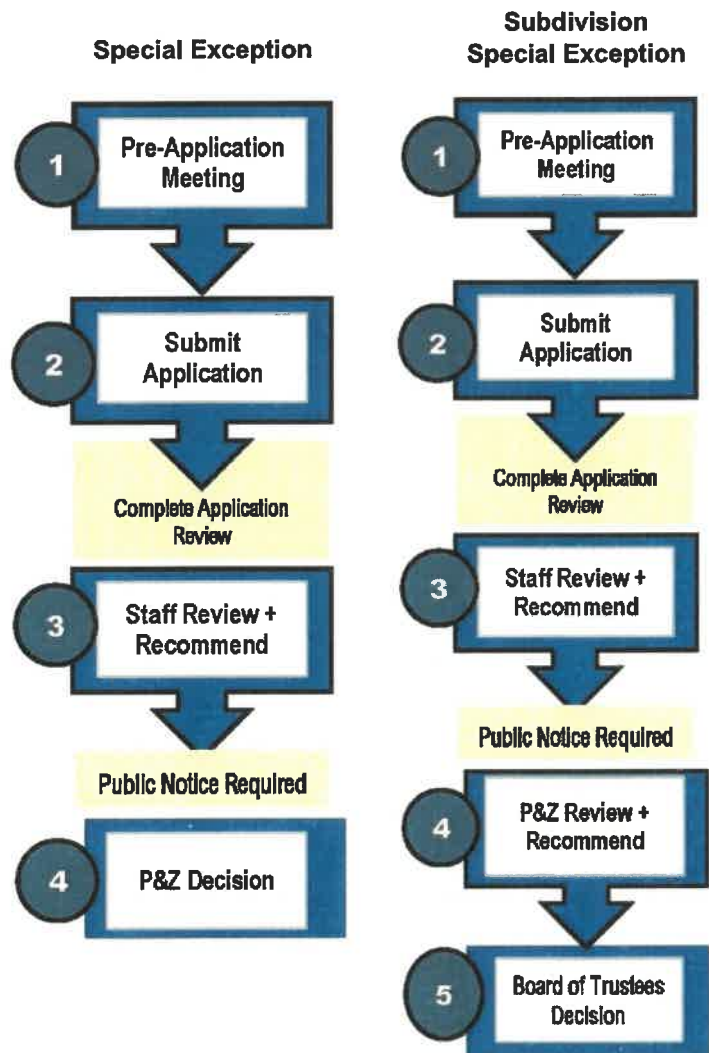 Special Exception
1
Pre-Application
Meeting
2
Submit
Application
Complete Application
Review
3
Staff Review +
Recommend
Public Notice Required
4
P&Z Decision
Subdivision
Special Exception
1
Pre-Application
Meeting
2
Submit
Application
Complete Application
Review
3
Staff Review +
Recommend
Public Notice Required
4
P&Z Review +
Recommend
5
Board of Trustees
Decision